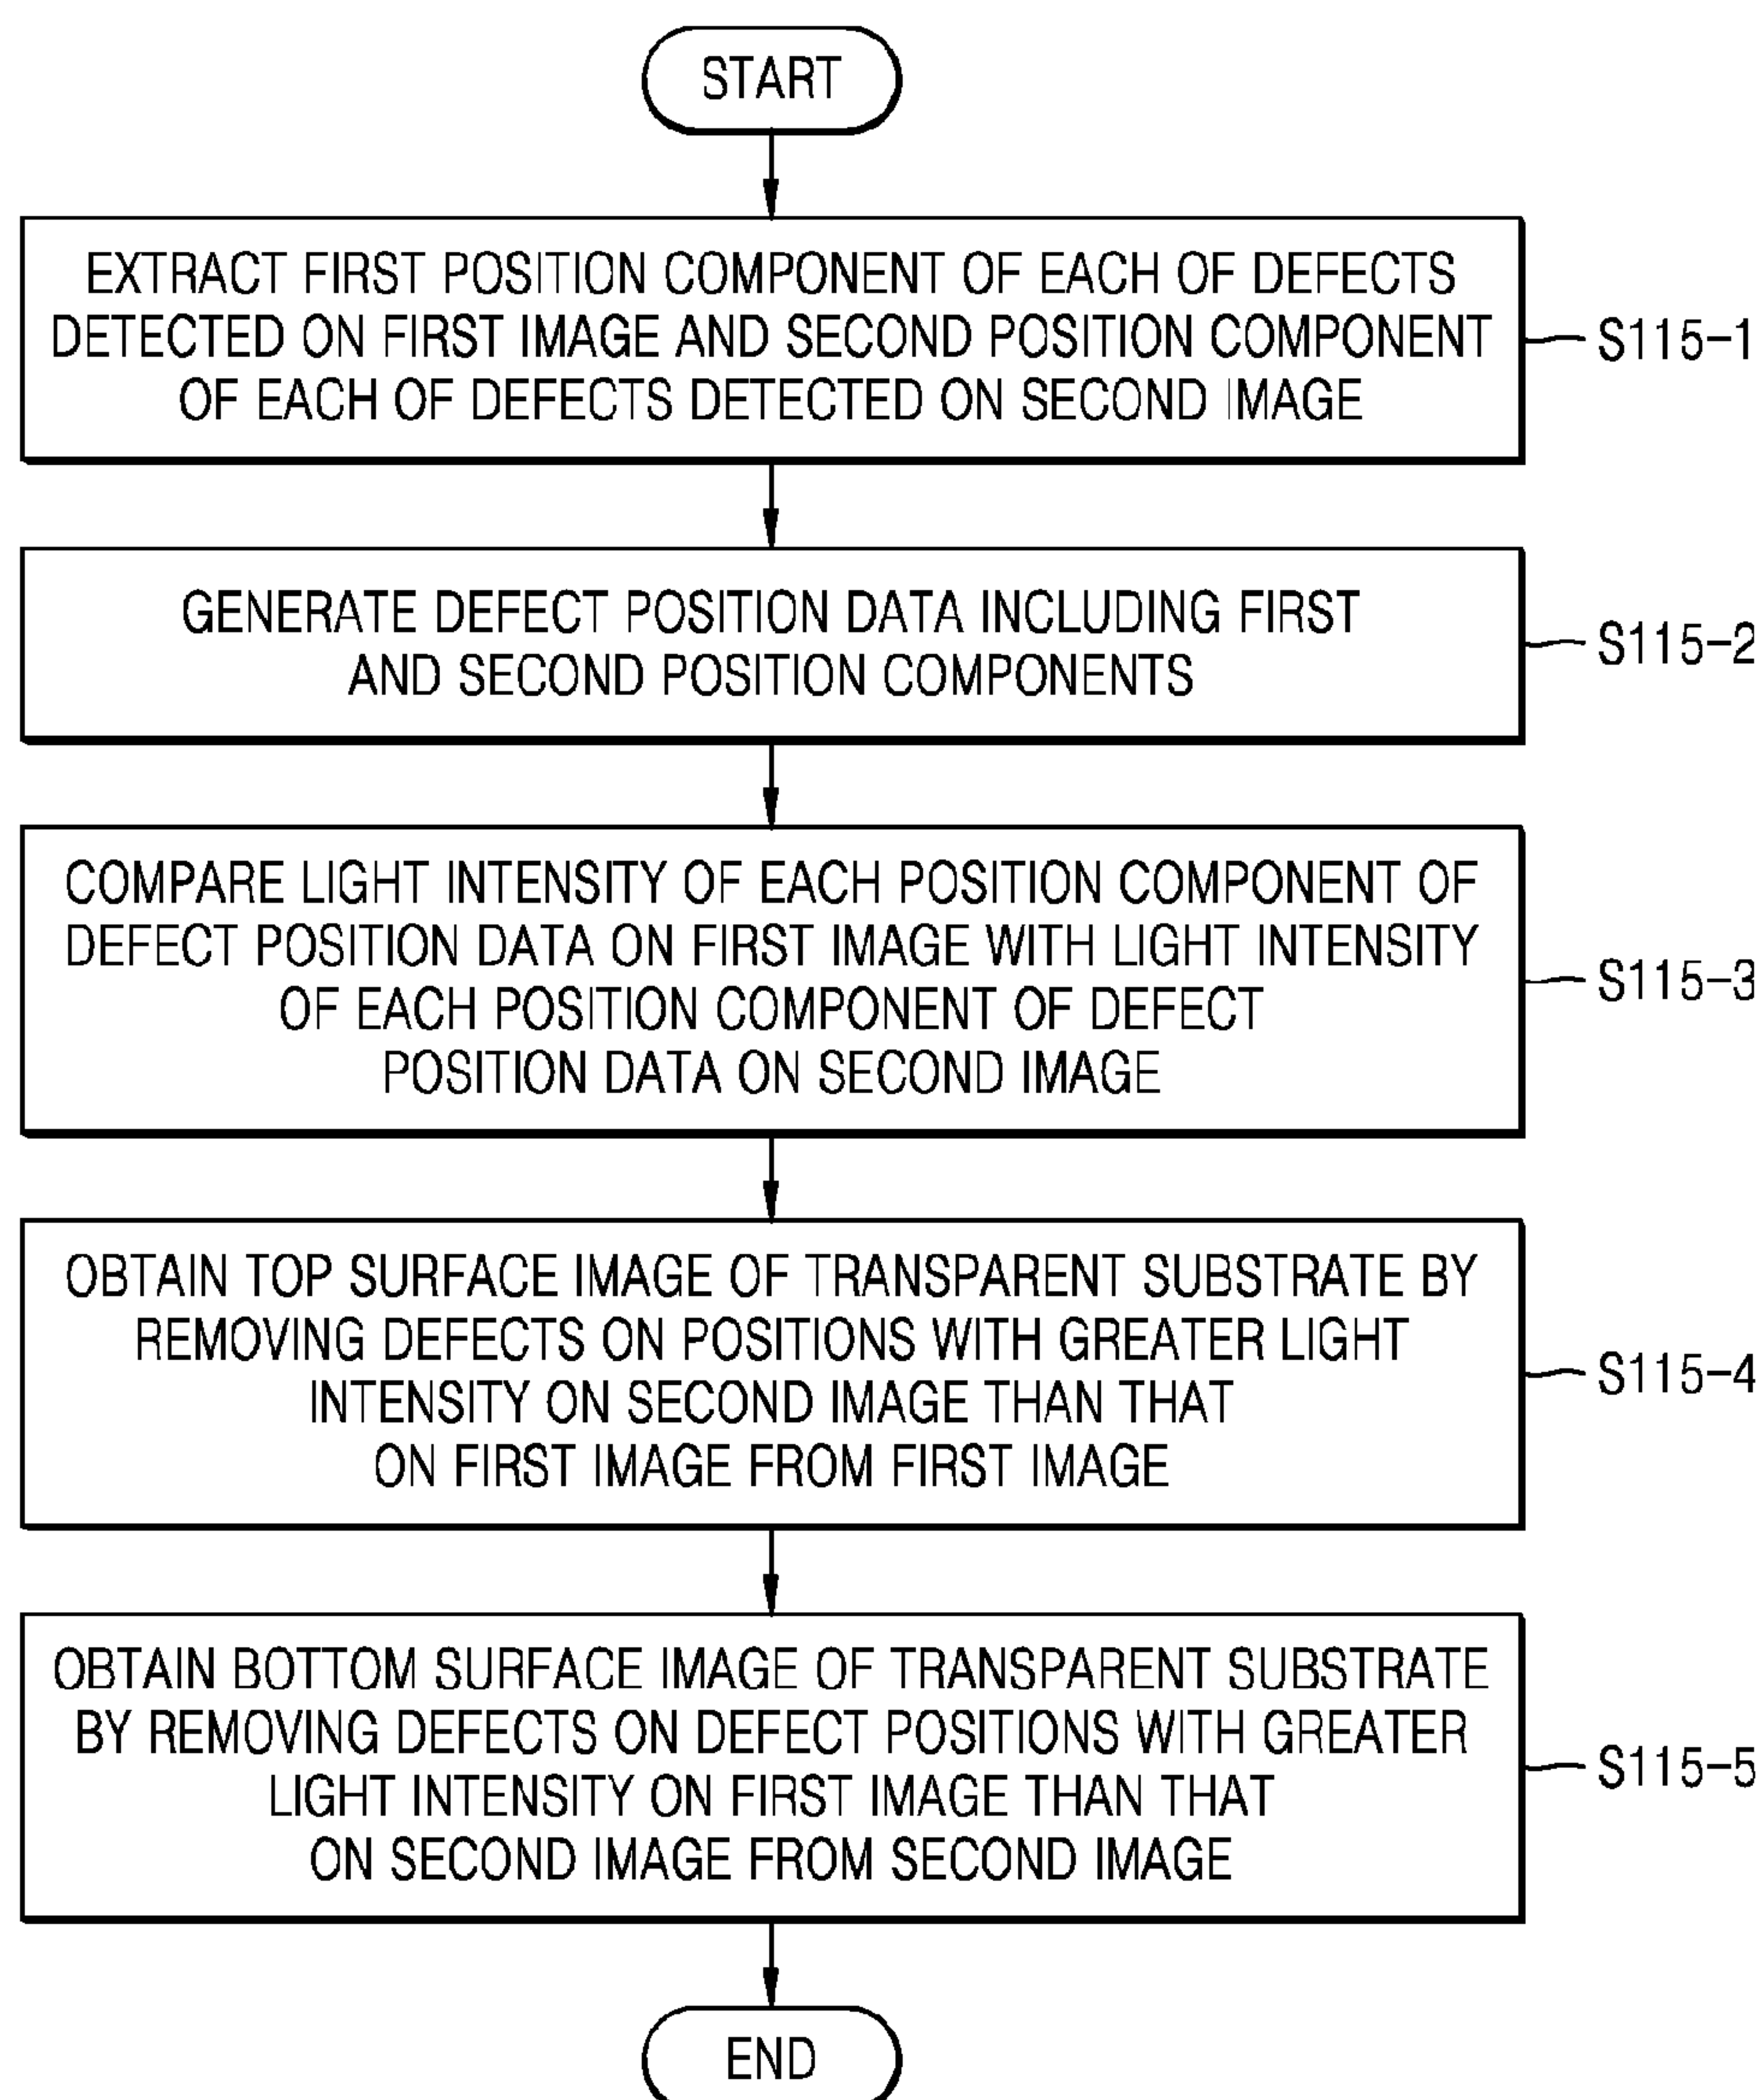 START
EXTRACT FIRST POSITION COMPONENT OF EACH OF DEFECTS
DETECTED ON FIRST IMAGE AND SECOND POSITION COMPONENT
OF EACH OF DEFECTS DETECTED ON SECOND IMAGE
S115-1
GENERATE DEFECT POSITION DATA INCLUDING FIRST
AND SECOND POSITION COMPONENTS
S115-2
COMPARE LIGHT INTENSITY OF EACH POSITION COMPONENT OF
DEFECT POSITION DATA ON FIRST IMAGE WITH LIGHT INTENSITY
OF EACH POSITION COMPONENT OF DEFECT
POSITION DATA ON SECOND IMAGE
S115-3
OBTAIN TOP SURFACE IMAGE OF TRANSPARENT SUBSTRATE BY
REMOVING DEFECTS ON POSITIONS WITH GREATER LIGHT
INTENSITY ON SECOND IMAGE THAN THAT
ON FIRST IMAGE FROM FIRST IMAGE
S115-4
OBTAIN BOTTOM SURFACE IMAGE OF TRANSPARENT SUBSTRATE
BY REMOVING DEFECTS ON DEFECT POSITIONS WITH GREATER
LIGHT INTENSITY ON FIRST IMAGE THAN THAT
ON SECOND IMAGE FROM SECOND IMAGE
S115-5
END